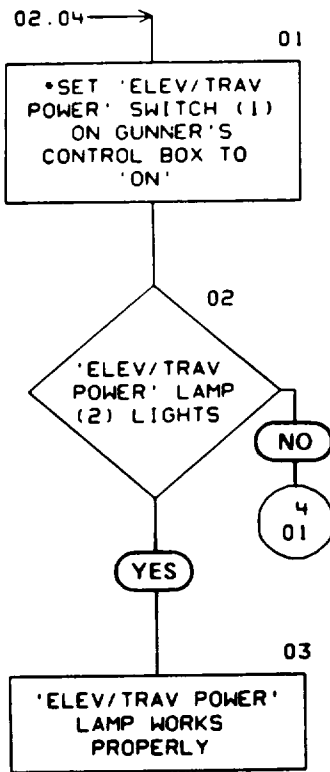 02.04
01
*SET 'ELEV/TRAV
POWER' SWITCH (1)
ON GUNNER'S
CONTROL BOX TO
'ON'
02
'ELEV/TRAV
POWER' LAMP
(2) LIGHTS
NO
4
01
YES
03
'ELEV/TRAV POWER'
LAMP WORKS
PROPERLY